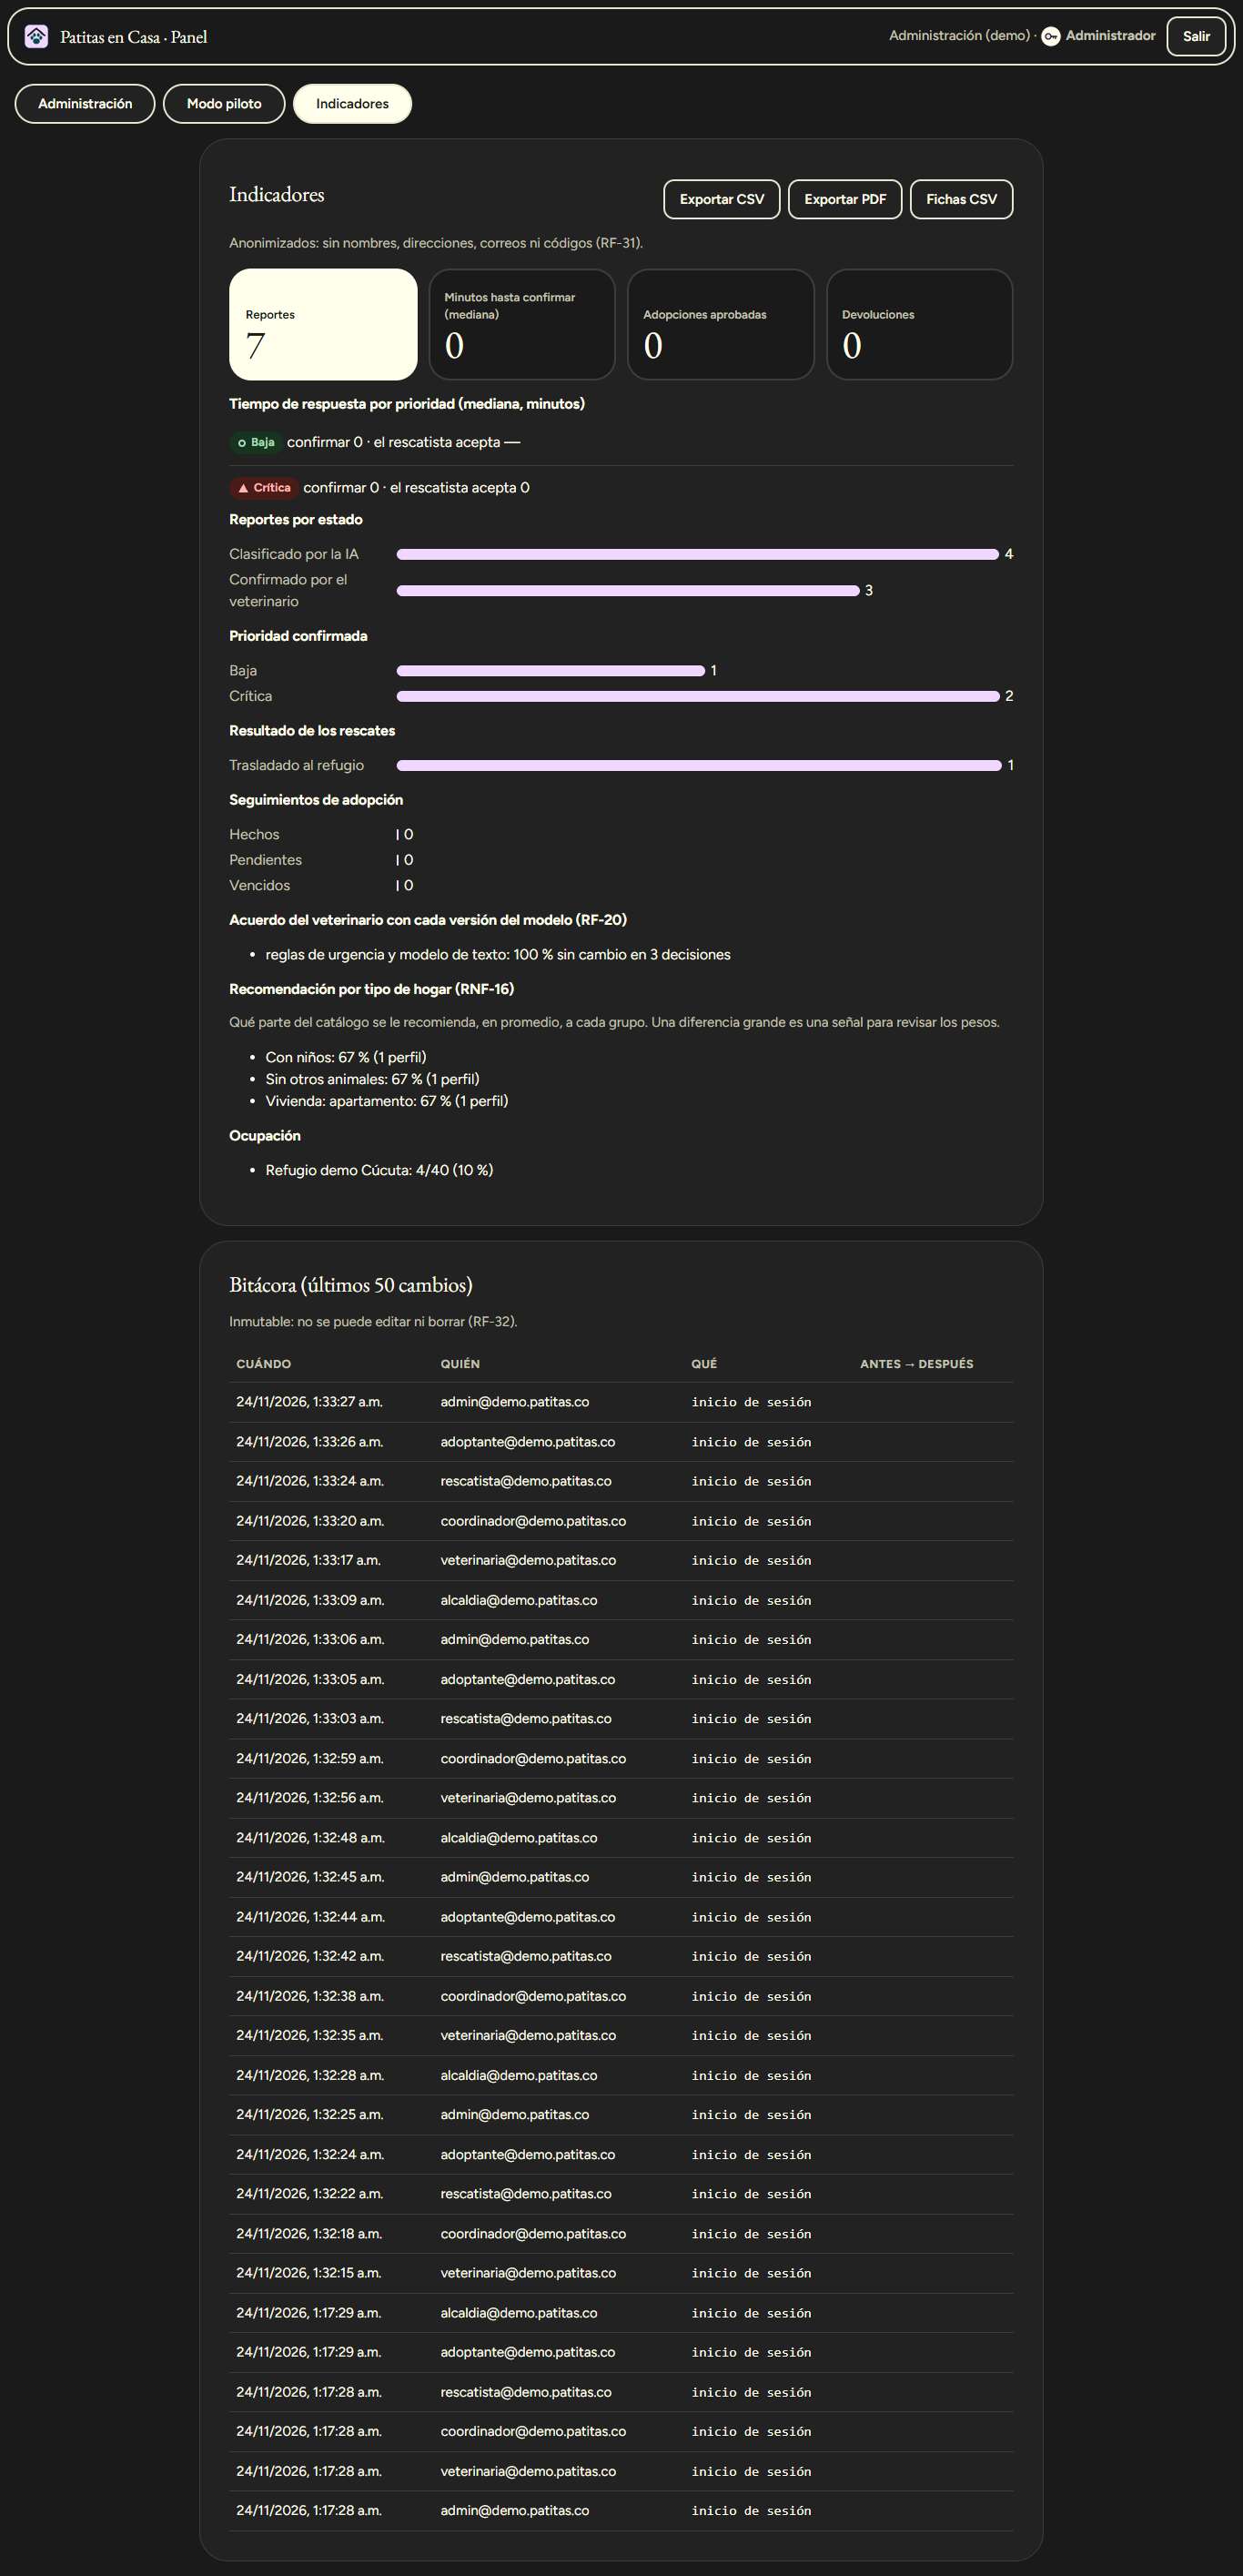 Patitas en Casa · Panel
Administración (demo) · Administrador
Salir
Administración
Modo piloto
Indicadores
Indicadores
Exportar CSV
Exportar PDF
Fichas CSV
Anonimizados: sin nombres, direcciones, correos ni códigos (RF-31).
Reportes
7
Minutos hasta confirmar
(mediana)
0
Adopciones aprobadas
0
Devoluciones
0
Tiempo de respuesta por prioridad (mediana, minutos)
Baja confirmar 0 · el rescatista acepta —
Crítica confirmar 0 · el rescatista acepta 0
Reportes por estado
Clasificado por la IA 4
Confirmado por el
veterinario 3
Prioridad confirmada
Baja 1
Crítica 2
Resultado de los rescates
Trasladado al refugio 1
Seguimientos de adopción
Hechos 0
Pendientes 0
Vencidos 0
Acuerdo del veterinario con cada versión del modelo (RF-20)
• reglas de urgencia y modelo de texto: 100 % sin cambio en 3 decisiones
Recomendación por tipo de hogar (RNF-16)
Qué parte del catálogo se le recomienda, en promedio, a cada grupo. Una diferencia grande es una señal para revisar los pesos.
• Con niños: 67 % (1 perfil)
• Sin otros animales: 67 % (1 perfil)
• Vivienda: apartamento: 67 % (1 perfil)
Ocupación
• Refugio demo Cúcuta: 4/40 (10 %)
Bitácora (últimos 50 cambios)
Inmutable: no se puede editar ni borrar (RF-32).
CUÁNDO QUIÉN QUÉ ANTES → DESPUÉS
24/11/2026, 1:33:27 a.m. admin@demo.patitas.co inicio de sesión
24/11/2026, 1:33:26 a.m. adoptante@demo.patitas.co inicio de sesión
24/11/2026, 1:33:24 a.m. rescatista@demo.patitas.co inicio de sesión
24/11/2026, 1:33:20 a.m. coordinador@demo.patitas.co inicio de sesión
24/11/2026, 1:33:17 a.m. veterinaria@demo.patitas.co inicio de sesión
24/11/2026, 1:33:09 a.m. alcaldia@demo.patitas.co inicio de sesión
24/11/2026, 1:33:06 a.m. admin@demo.patitas.co inicio de sesión
24/11/2026, 1:33:05 a.m. adoptante@demo.patitas.co inicio de sesión
24/11/2026, 1:33:03 a.m. rescatista@demo.patitas.co inicio de sesión
24/11/2026, 1:32:59 a.m. coordinador@demo.patitas.co inicio de sesión
24/11/2026, 1:32:56 a.m. veterinaria@demo.patitas.co inicio de sesión
24/11/2026, 1:32:48 a.m. alcaldia@demo.patitas.co inicio de sesión
24/11/2026, 1:32:45 a.m. admin@demo.patitas.co inicio de sesión
24/11/2026, 1:32:44 a.m. adoptante@demo.patitas.co inicio de sesión
24/11/2026, 1:32:42 a.m. rescatista@demo.patitas.co inicio de sesión
24/11/2026, 1:32:38 a.m. coordinador@demo.patitas.co inicio de sesión
24/11/2026, 1:32:35 a.m. veterinaria@demo.patitas.co inicio de sesión
24/11/2026, 1:32:28 a.m. alcaldia@demo.patitas.co inicio de sesión
24/11/2026, 1:32:25 a.m. admin@demo.patitas.co inicio de sesión
24/11/2026, 1:32:24 a.m. adoptante@demo.patitas.co inicio de sesión
24/11/2026, 1:32:22 a.m. rescatista@demo.patitas.co inicio de sesión
24/11/2026, 1:32:18 a.m. coordinador@demo.patitas.co inicio de sesión
24/11/2026, 1:32:15 a.m. veterinaria@demo.patitas.co inicio de sesión
24/11/2026, 1:17:29 a.m. alcaldia@demo.patitas.co inicio de sesión
24/11/2026, 1:17:29 a.m. adoptante@demo.patitas.co inicio de sesión
24/11/2026, 1:17:28 a.m. rescatista@demo.patitas.co inicio de sesión
24/11/2026, 1:17:28 a.m. coordinador@demo.patitas.co inicio de sesión
24/11/2026, 1:17:28 a.m. veterinaria@demo.patitas.co inicio de sesión
24/11/2026, 1:17:28 a.m. admin@demo.patitas.co inicio de sesión